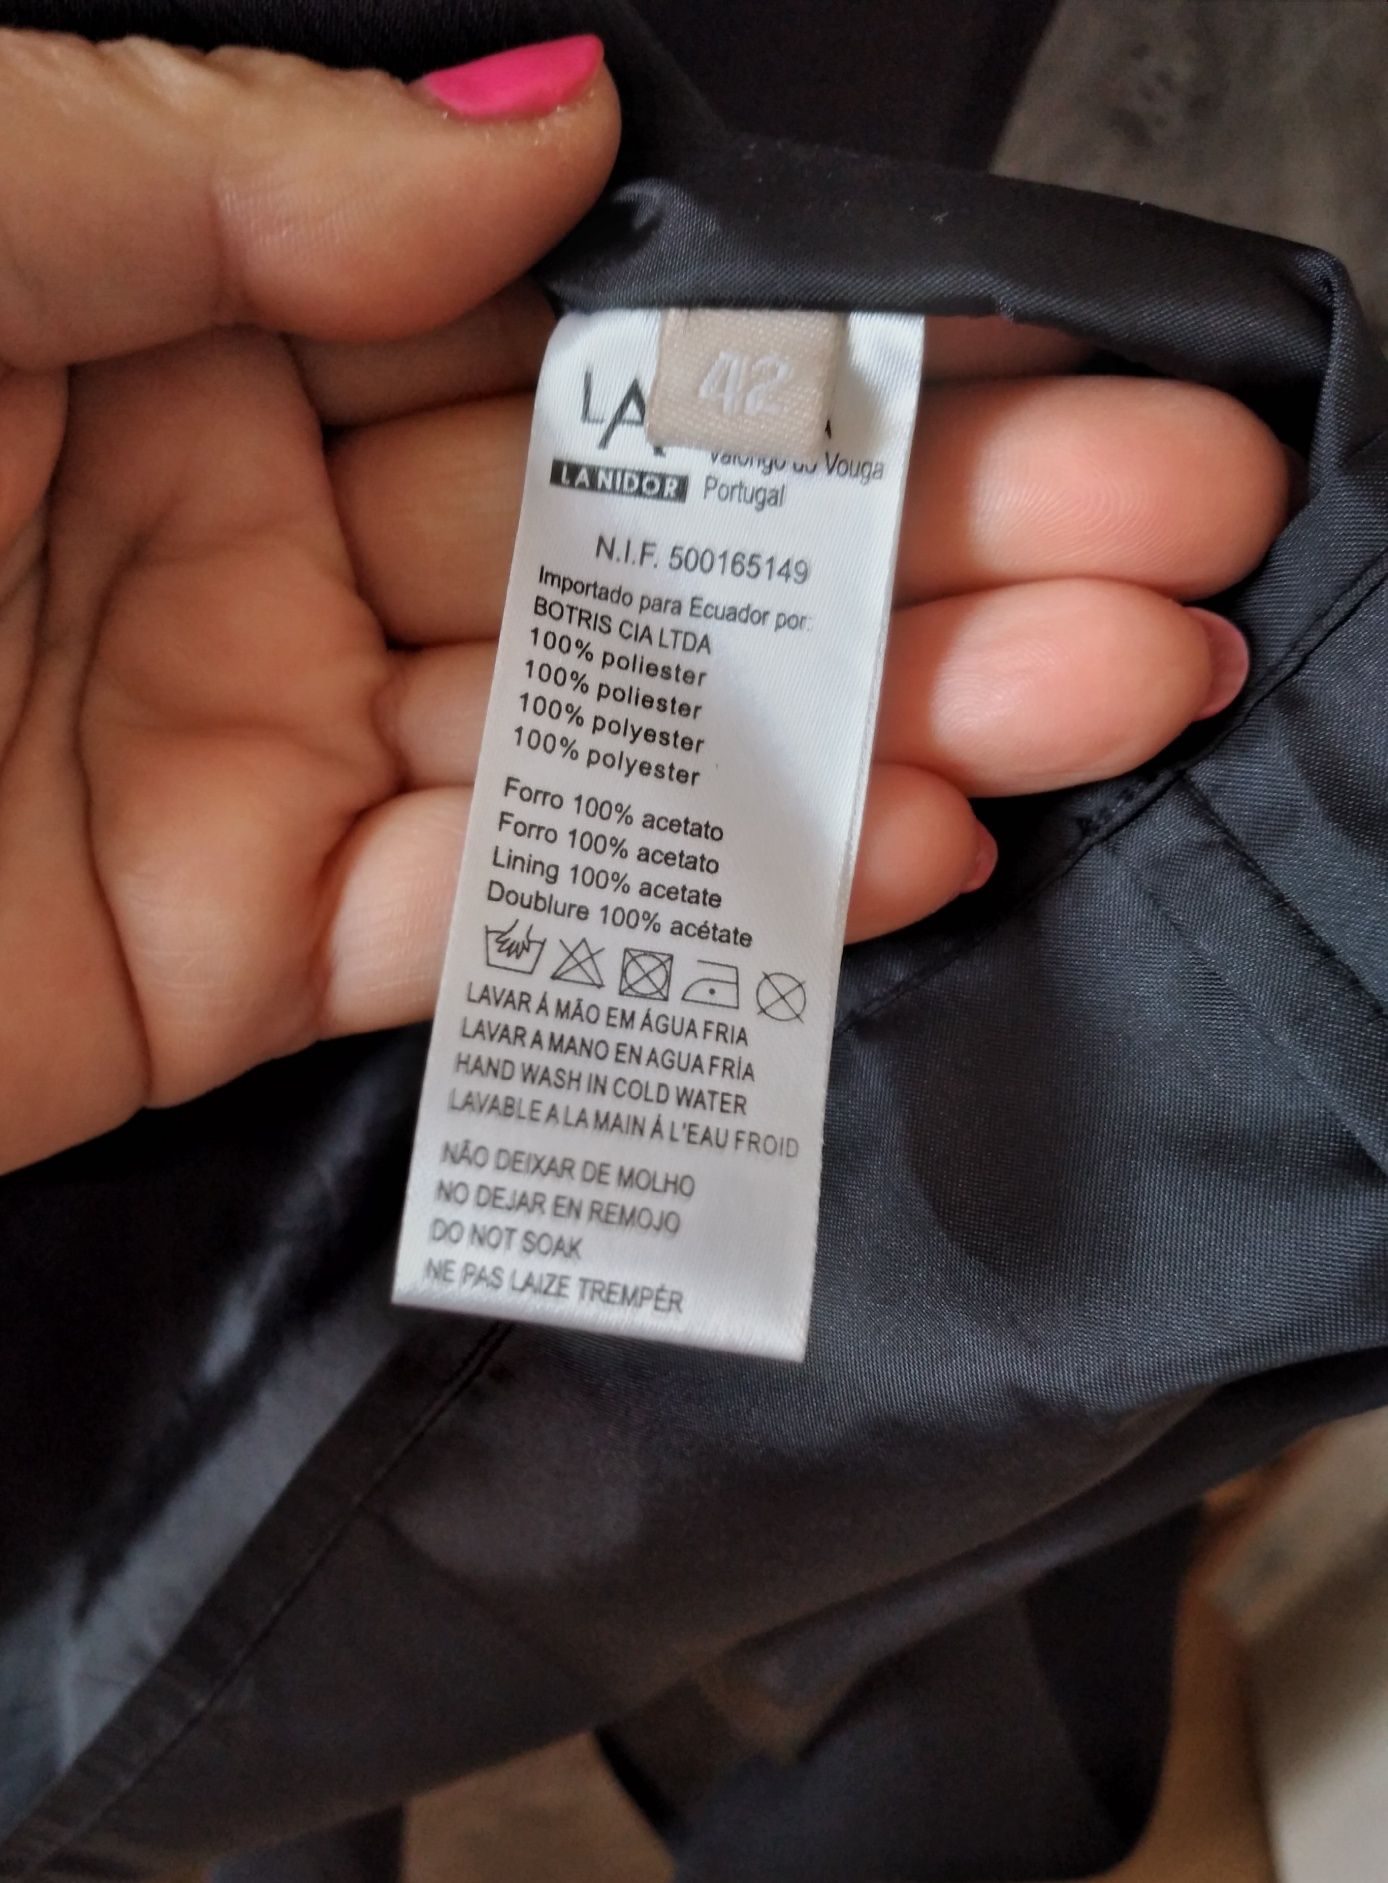 42
LA
LANIDOR
Vouga
Portugal
N.I.F. 500165149
Importado para Ecuador por:
BOTRIS CIA LTDA
100% poliester
100% poliester
100% polyester
100% polyester
Forro 100% acetato
Forro 100% acetato
Lining 100% acetate
Doublure 100% acétate
LAVAR Á MÃO EM ÁGUA FRIA
LAVAR A MANO EN AGUA FRÍA
HAND WASH IN COLD WATER
LAVABLE A LA MAIN Á L'EAU FROID
NÃO DEIXAR DE MOLHO
NO DEJAR EN REMOJO
DO NOT SOAK
NE PAS LAIZE TREMPÉR